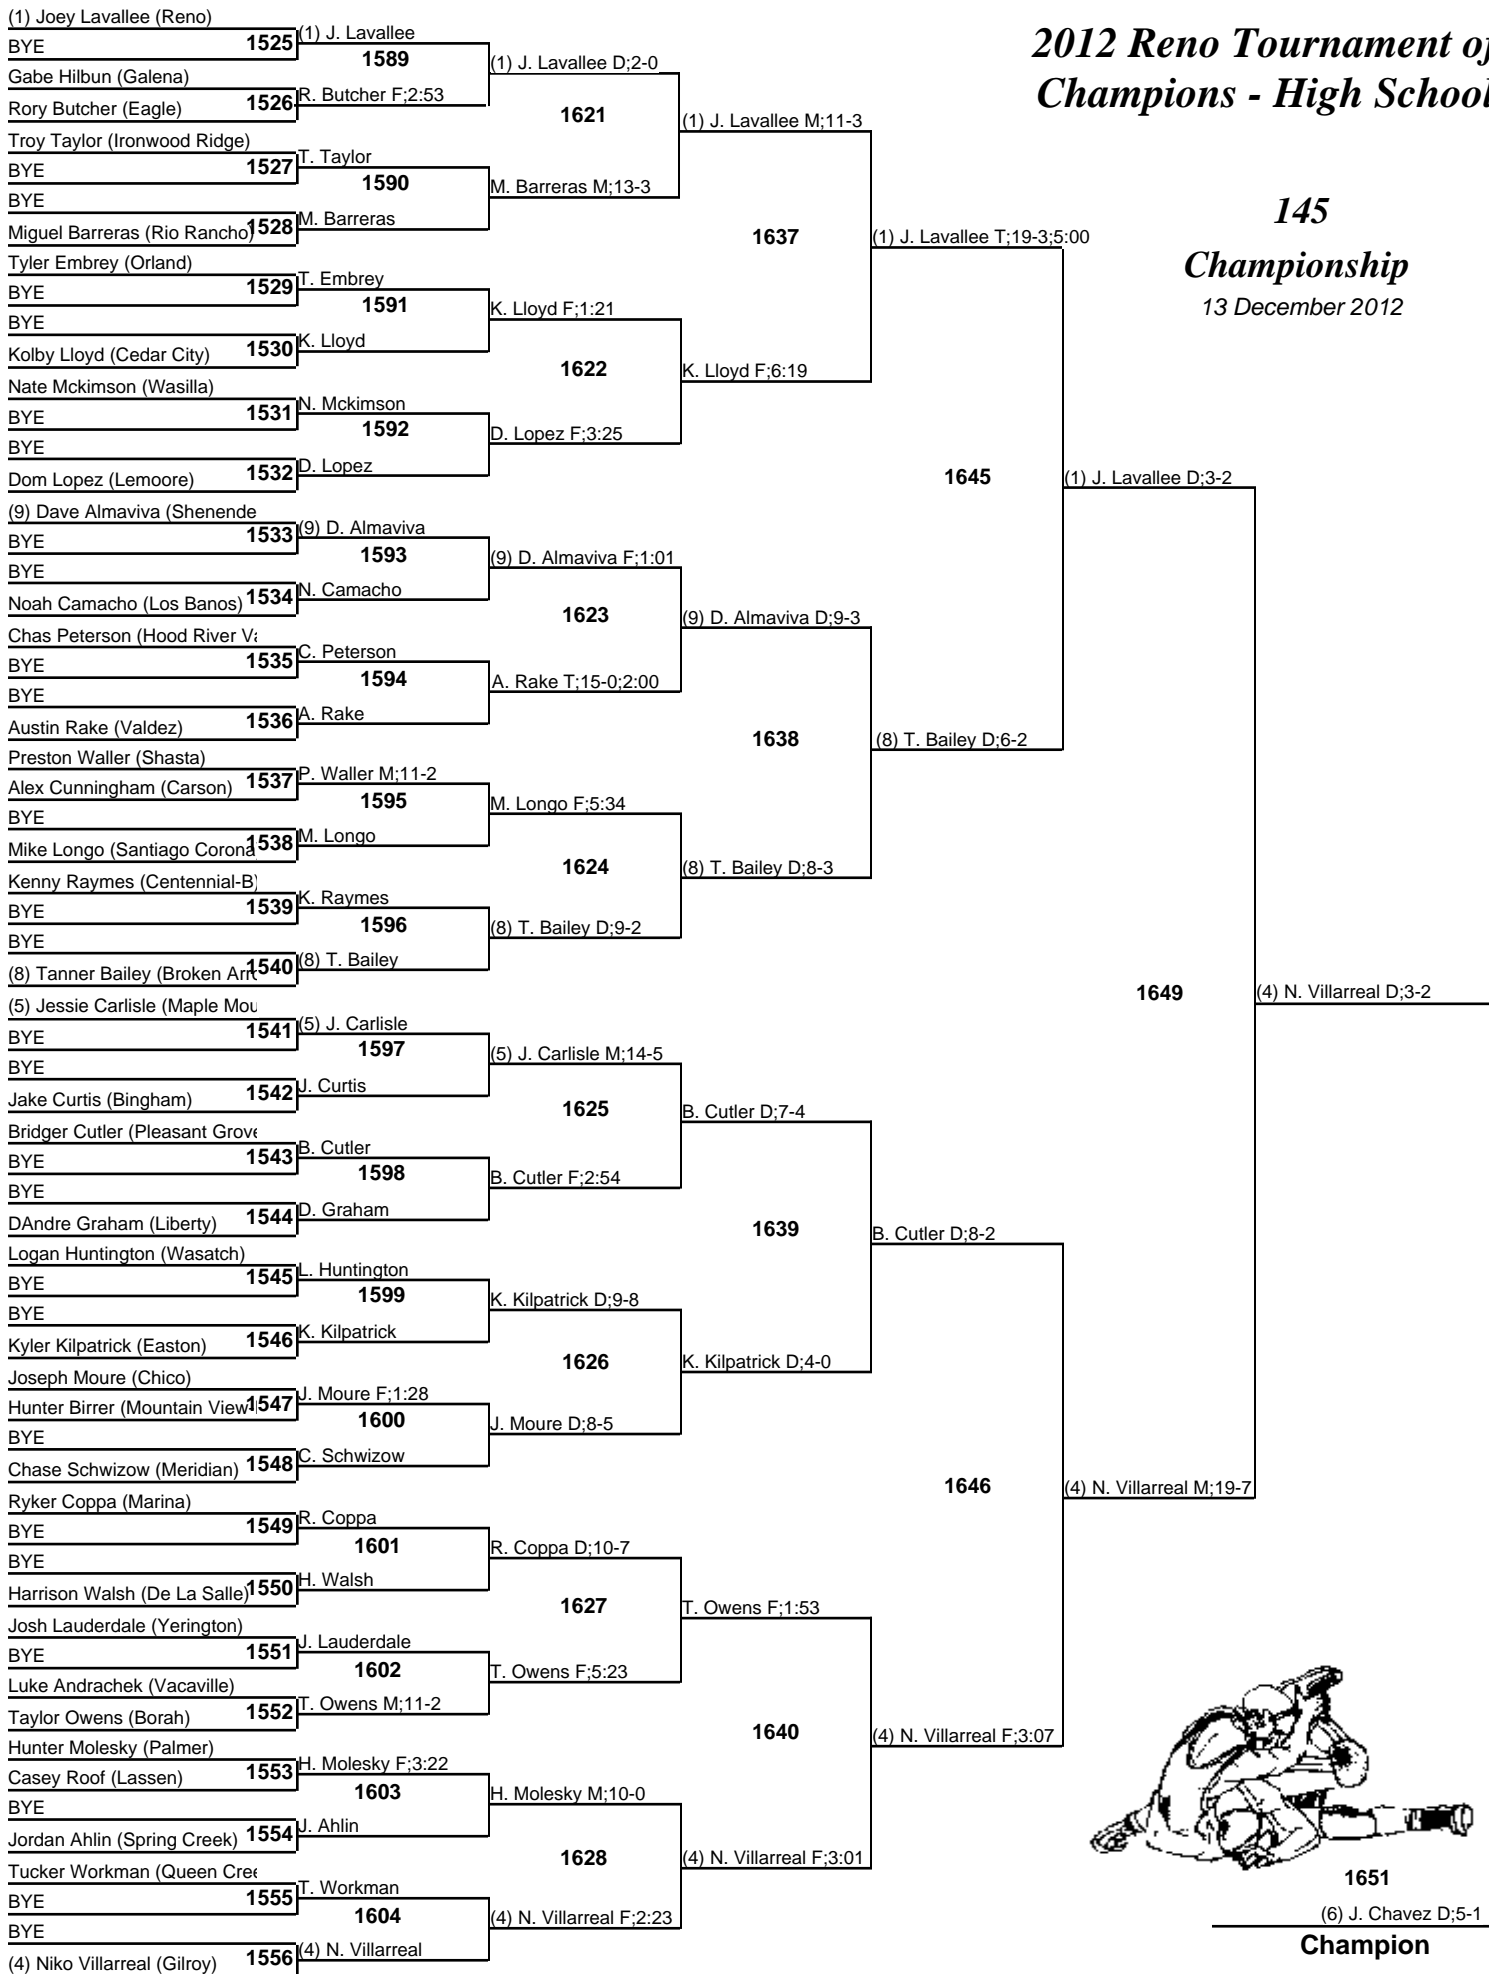 (1) Joey Lavallee (Reno)
BYE
1525
Gabe Hilbun (Galena)
Rory Butcher (Eagle)
1526
Troy Taylor (Ironwood Ridge)
BYE
1527
BYE
Miguel Barreras (Rio Rancho)
1528
Tyler Embrey (Orland)
BYE
1529
BYE
Kolby Lloyd (Cedar City)
1530
Nate Mckimson (Wasilla)
BYE
1531
BYE
Dom Lopez (Lemoore)
1532
(9) Dave Almaviva (Shenende
BYE
1533
BYE
Noah Camacho (Los Banos)
1534
Chas Peterson (Hood River Va
BYE
1535
BYE
Austin Rake (Valdez)
1536
Preston Waller (Shasta)
Alex Cunningham (Carson)
1537
BYE
Mike Longo (Santiago Corona
1538
Kenny Raymes (Centennial-B)
BYE
1539
BYE
(8) Tanner Bailey (Broken Arro
1540
(5) Jessie Carlisle (Maple Mou
BYE
1541
BYE
Jake Curtis (Bingham)
1542
Bridger Cutler (Pleasant Grove
BYE
1543
BYE
DAndre Graham (Liberty)
1544
Logan Huntington (Wasatch)
BYE
1545
BYE
Kyler Kilpatrick (Easton)
1546
Joseph Moure (Chico)
Hunter Birrer (Mountain View-
1547
BYE
Chase Schwizow (Meridian)
1548
Ryker Coppa (Marina)
BYE
1549
BYE
Harrison Walsh (De La Salle)
1550
Josh Lauderdale (Yerington)
BYE
1551
Luke Andrachek (Vacaville)
Taylor Owens (Borah)
1552
Hunter Molesky (Palmer)
Casey Roof (Lassen)
1553
BYE
Jordan Ahlin (Spring Creek)
1554
Tucker Workman (Queen Cree
BYE
1555
BYE
(4) Niko Villarreal (Gilroy)
1556
(1) J. Lavallee
1589
R. Butcher F;2:53
T. Taylor
1590
M. Barreras
T. Embrey
1591
K. Lloyd
N. Mckimson
1592
D. Lopez
(9) D. Almaviva
1593
N. Camacho
C. Peterson
1594
A. Rake
P. Waller M;11-2
1595
M. Longo
K. Raymes
1596
(8) T. Bailey
(5) J. Carlisle
1597
J. Curtis
B. Cutler
1598
D. Graham
L. Huntington
1599
K. Kilpatrick
J. Moure F;1:28
1600
C. Schwizow
R. Coppa
1601
H. Walsh
J. Lauderdale
1602
T. Owens M;11-2
H. Molesky F;3:22
1603
J. Ahlin
T. Workman
1604
(4) N. Villarreal
(1) J. Lavallee D;2-0
1621
M. Barreras M;13-3
K. Lloyd F;1:21
1622
D. Lopez F;3:25
(9) D. Almaviva F;1:01
1623
A. Rake T;15-0;2:00
M. Longo F;5:34
1624
(8) T. Bailey D;9-2
(5) J. Carlisle M;14-5
1625
B. Cutler F;2:54
K. Kilpatrick D;9-8
1626
J. Moure D;8-5
R. Coppa D;10-7
1627
T. Owens F;5:23
H. Molesky M;10-0
1628
(4) N. Villarreal F;2:23
(1) J. Lavallee M;11-3
1637
K. Lloyd F;6:19
(9) D. Almaviva D;9-3
1638
(8) T. Bailey D;8-3
B. Cutler D;7-4
1639
K. Kilpatrick D;4-0
T. Owens F;1:53
1640
(4) N. Villarreal F;3:01
(1) J. Lavallee T;19-3;5:00
1645
(8) T. Bailey D;6-2
B. Cutler D;8-2
1646
(4) N. Villarreal F;3:07
(1) J. Lavallee D;3-2
1649
(4) N. Villarreal M;19-7
(4) N. Villarreal D;3-2
2012 Reno Tournament of
Champions - High School
145
Championship
13 December 2012
1651
(6) J. Chavez D;5-1
Champion